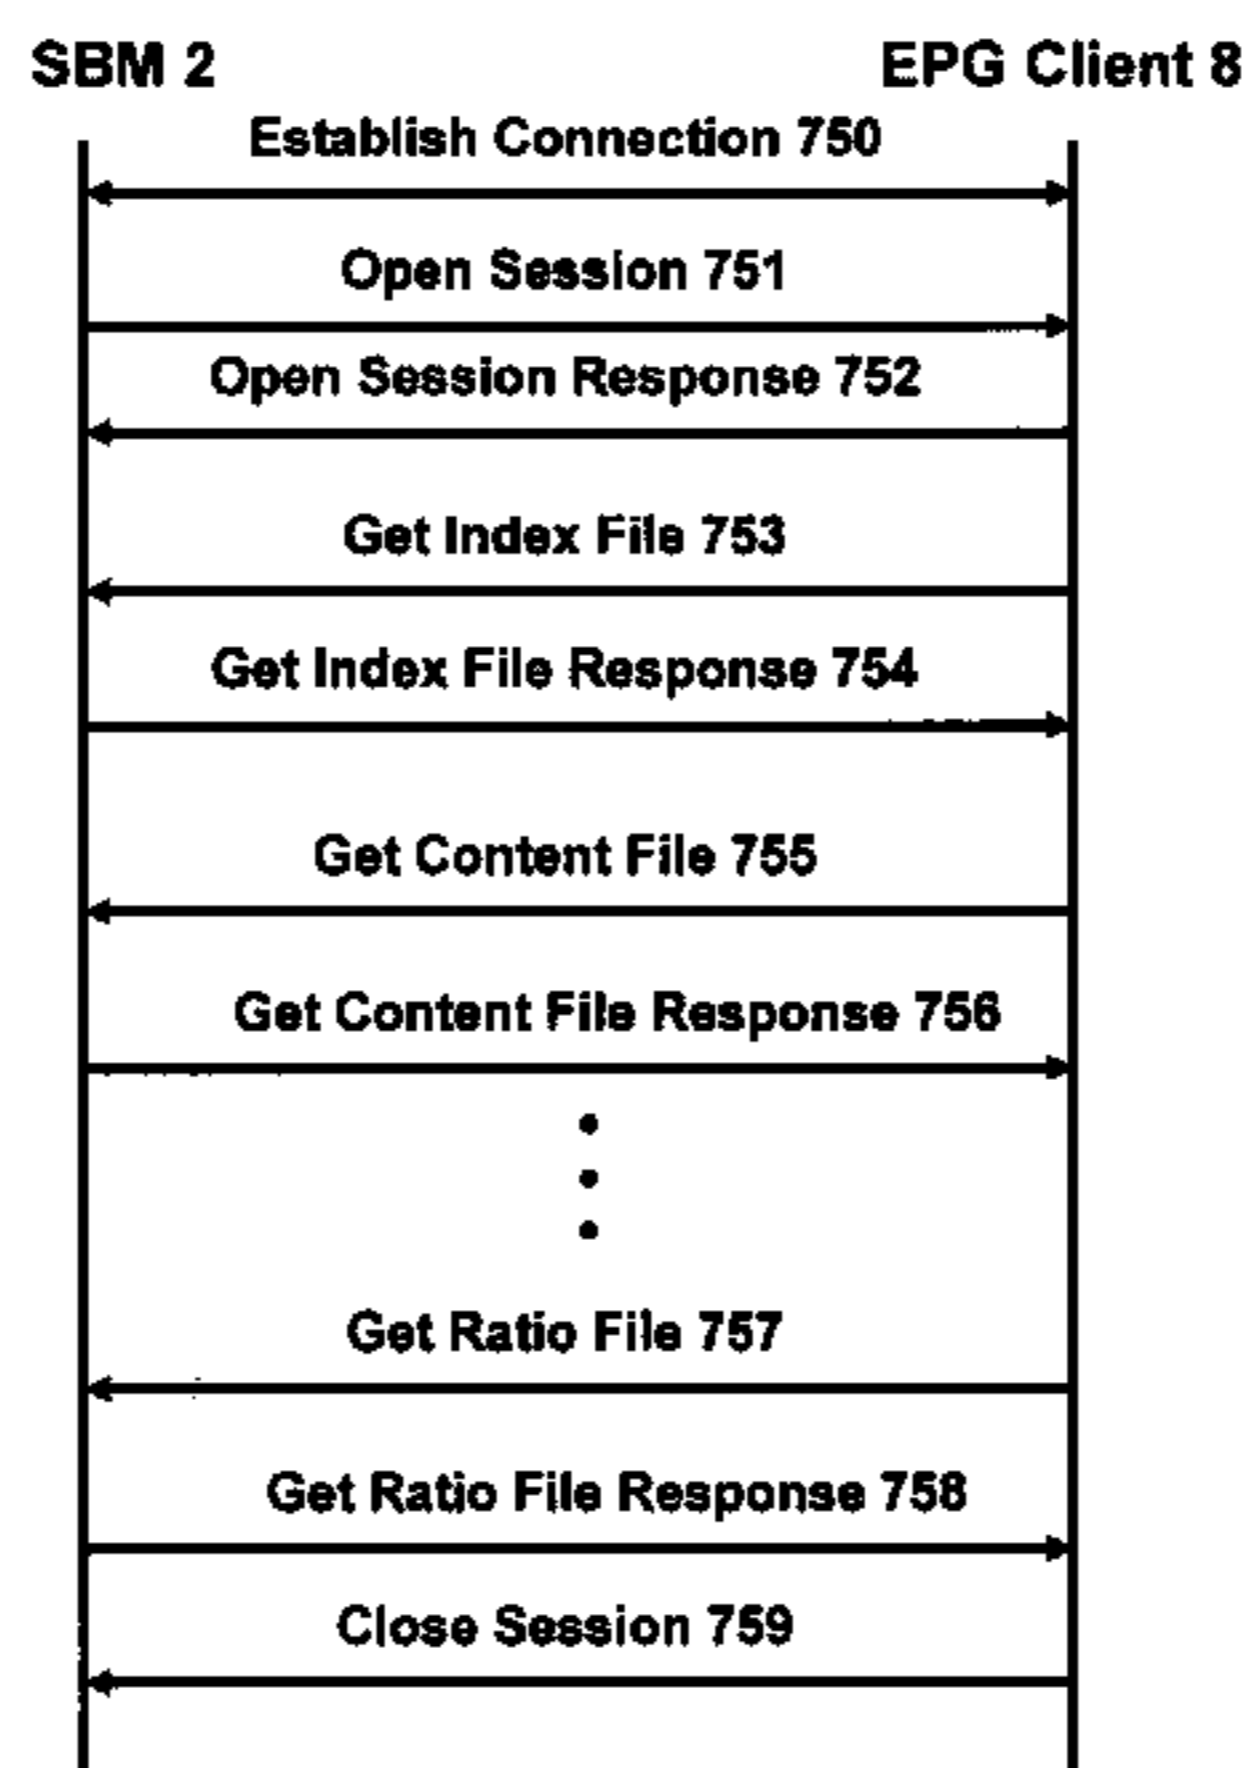 SBM 2
EPG Client 8
Establish Connection 750
Open Session 751
Open Session Response 752
Get Index File 753
Get Index File Response 754
Get Content File 755
Get Content File Response 756
Get Ratio File 757
Get Ratio File Response 758
Close Session 759